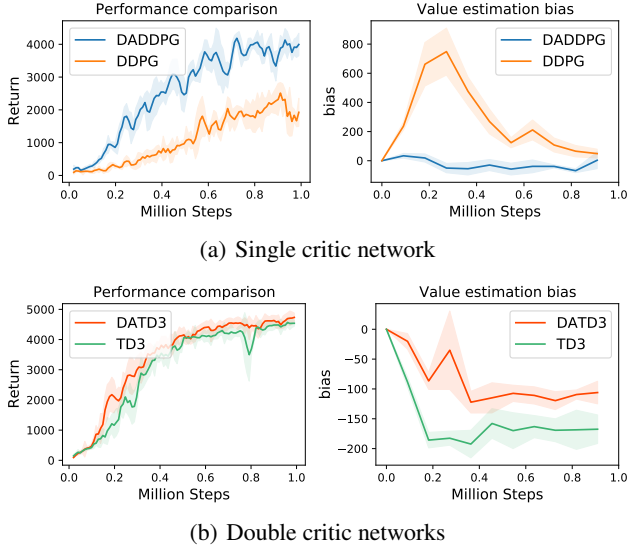 Performance comparison
DADDPG
DDPG
4000
3000
2000
1000
0
Return
0.0 0.2 0.4 0.6 0.8 1.0
Million Steps
Value estimation bias
DADDPG
DDPG
800
600
400
200
0
bias
0.0 0.2 0.4 0.6 0.8 1.0
Million Steps
(a) Single critic network
Performance comparison
DATD3
TD3
5000
4000
3000
2000
1000
0
Return
0.0 0.2 0.4 0.6 0.8 1.0
Million Steps
Value estimation bias
DATD3
TD3
0
−50
−100
−150
−200
bias
0.0 0.2 0.4 0.6 0.8 1.0
Million Steps
(b) Double critic networks